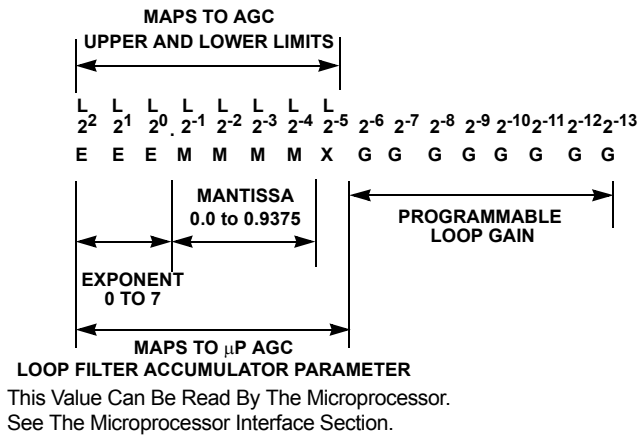 MAPS TO AGC
UPPER AND LOWER LIMITS
L L L L L L L L
2² 2¹ 2⁰ . 2⁻¹ 2⁻² 2⁻³ 2⁻⁴ 2⁻⁵ 2⁻⁶ 2⁻⁷ 2⁻⁸ 2⁻⁹ 2⁻¹⁰ 2⁻¹¹ 2⁻¹² 2⁻¹³
E E E M M M M X G G G G G G G G
MANTISSA
0.0 to 0.9375
PROGRAMMABLE
LOOP GAIN
EXPONENT
0 TO 7
MAPS TO μP AGC
LOOP FILTER ACCUMULATOR PARAMETER
This Value Can Be Read By The Microprocessor.
See The Microprocessor Interface Section.